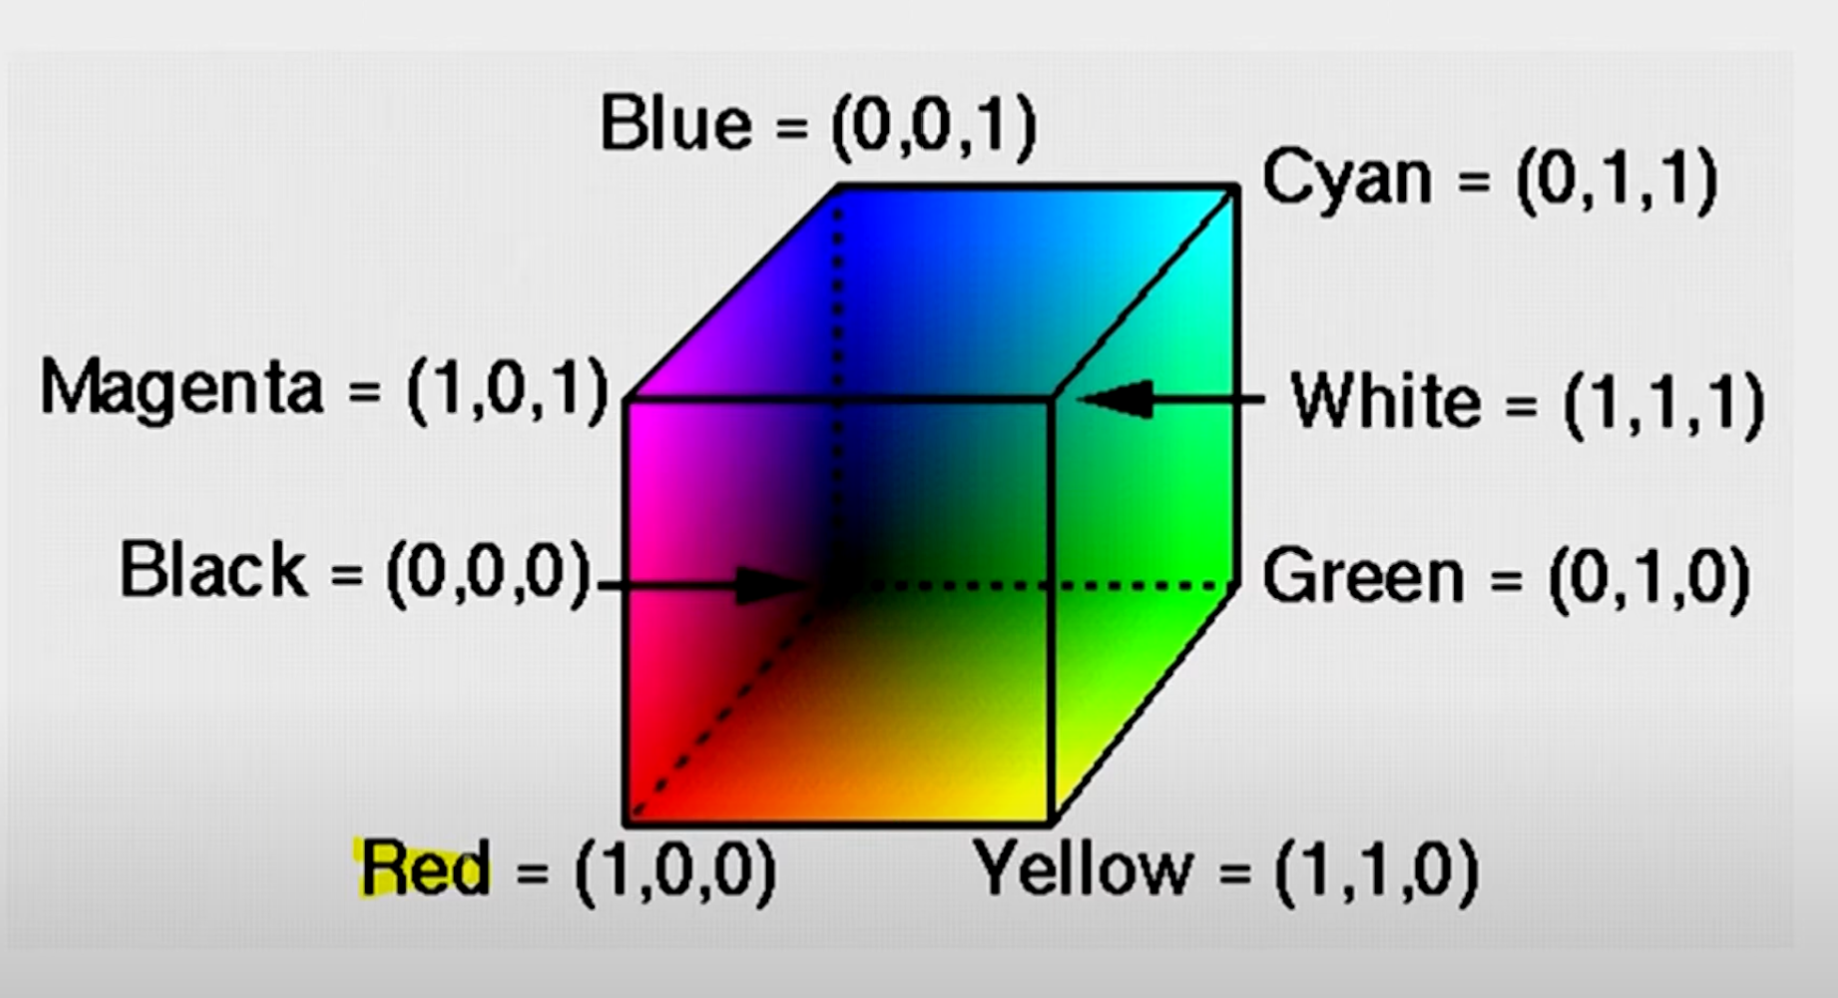 Blue = (0,0,1)
Cyan = (0,1,1)
Magenta = (1,0,1)
White = (1,1,1)
Black = (0,0,0)
Green = (0,1,0)
Red = (1,0,0)
Yellow = (1,1,0)